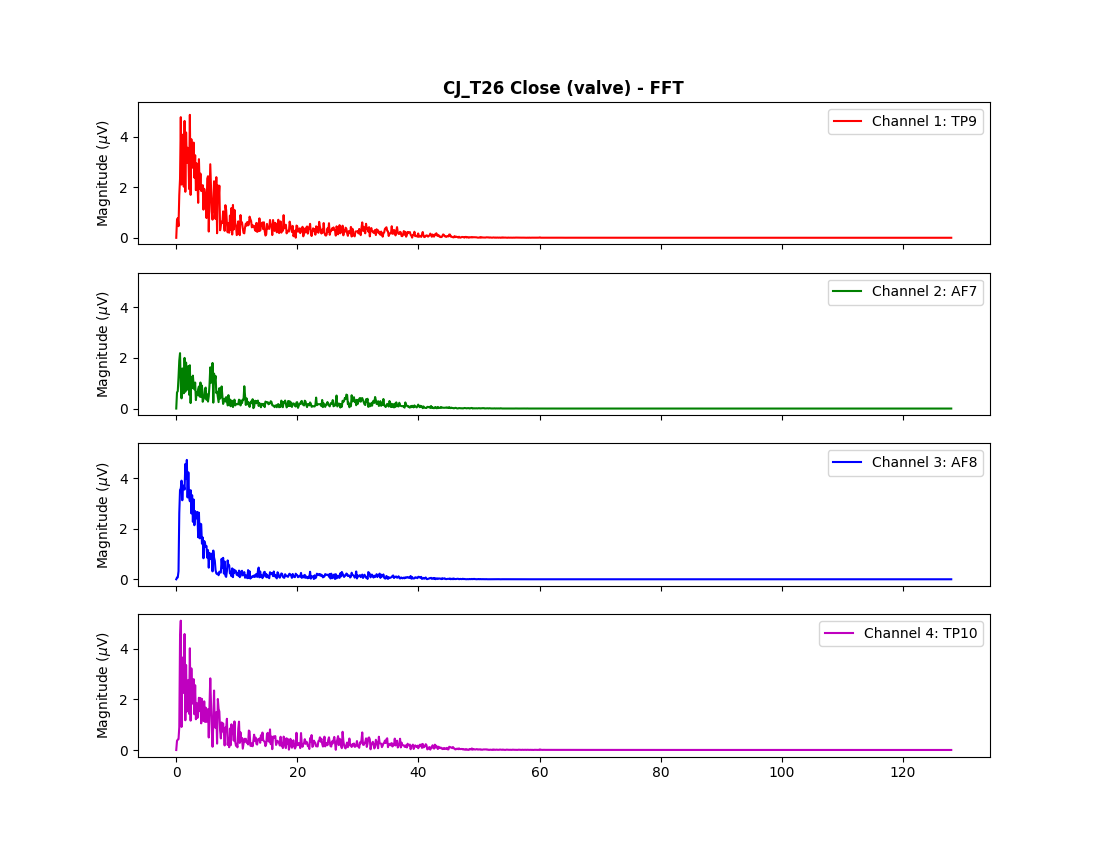 CJ_T26 Close (valve) - FFT
Magnitude (μV)
4
2
0
Channel 1: TP9
Magnitude (μV)
4
2
0
Channel 2: AF7
Magnitude (μV)
4
2
0
Channel 3: AF8
Magnitude (μV)
4
2
0
Channel 4: TP10
0 20 40 60 80 100 120